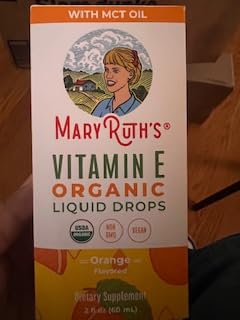 WITH MCT OIL
MARYRUTH'S®
VITAMIN E
ORGANIC
LIQUID DROPS
USDA
ORGANIC
NON
GMO
VEGAN
Orange
Flavored
Dietary Supplement
2 fl oz (60 mL)